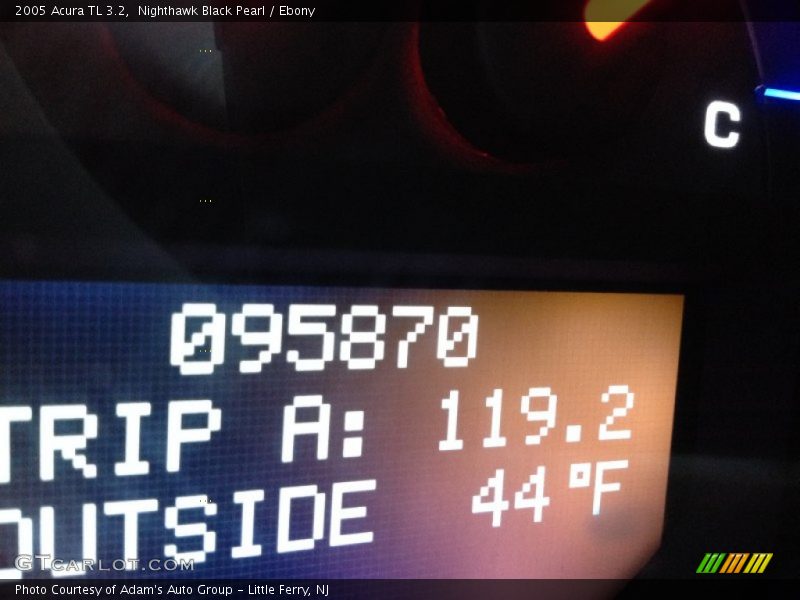 2005 Acura TL 3.2, Nighthawk Black Pearl / Ebony
C
095870
TRIP A: 119.2
OUTSIDE 44°F
GTCARLOT.COM
Photo Courtesy of Adam's Auto Group - Little Ferry, NJ